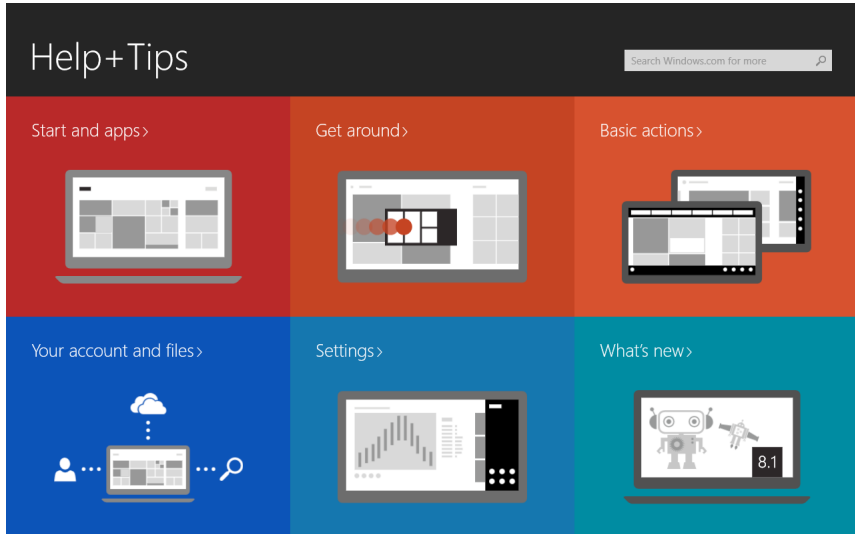 Help+Tips
Search Windows.com for more
Start and apps>
Get around>
Basic actions>
Your account and files>
Settings>
What's new>
8.1